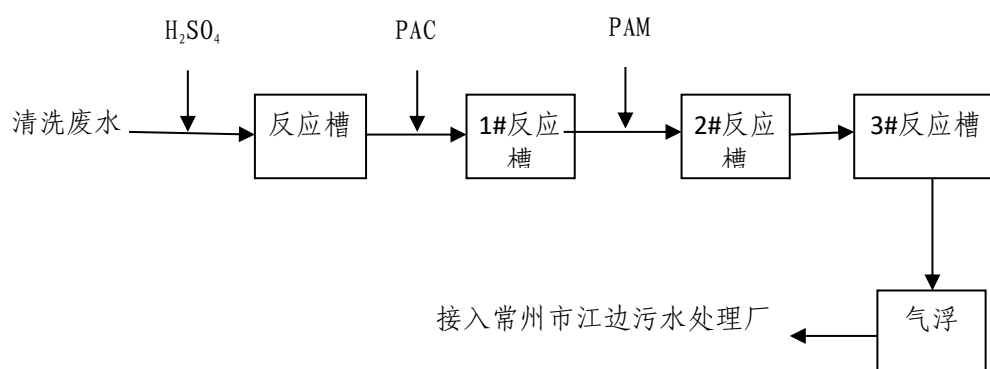 H₂SO₄
PAC
PAM
清洗废水
反应槽
1#反应
槽
2#反应
槽
3#反应槽
接入常州市江边污水处理厂
气浮